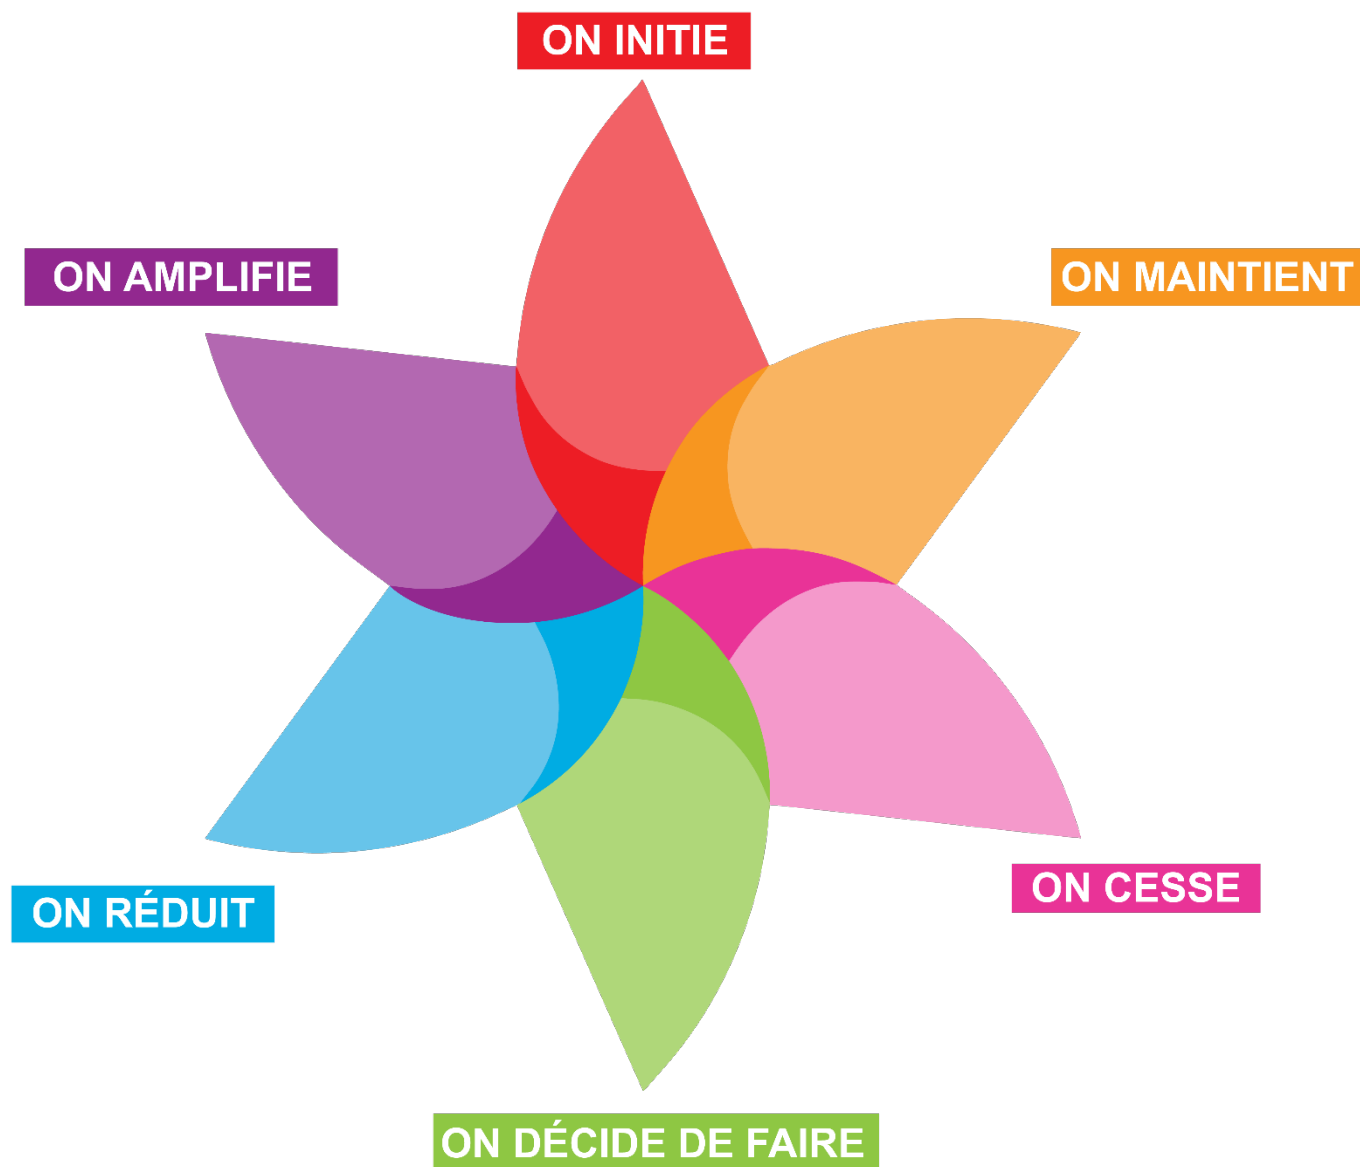 ON INITIE
ON AMPLIFIE
ON MAINTIENT
ON CESSE
ON RÉDUIT
ON DÉCIDE DE FAIRE